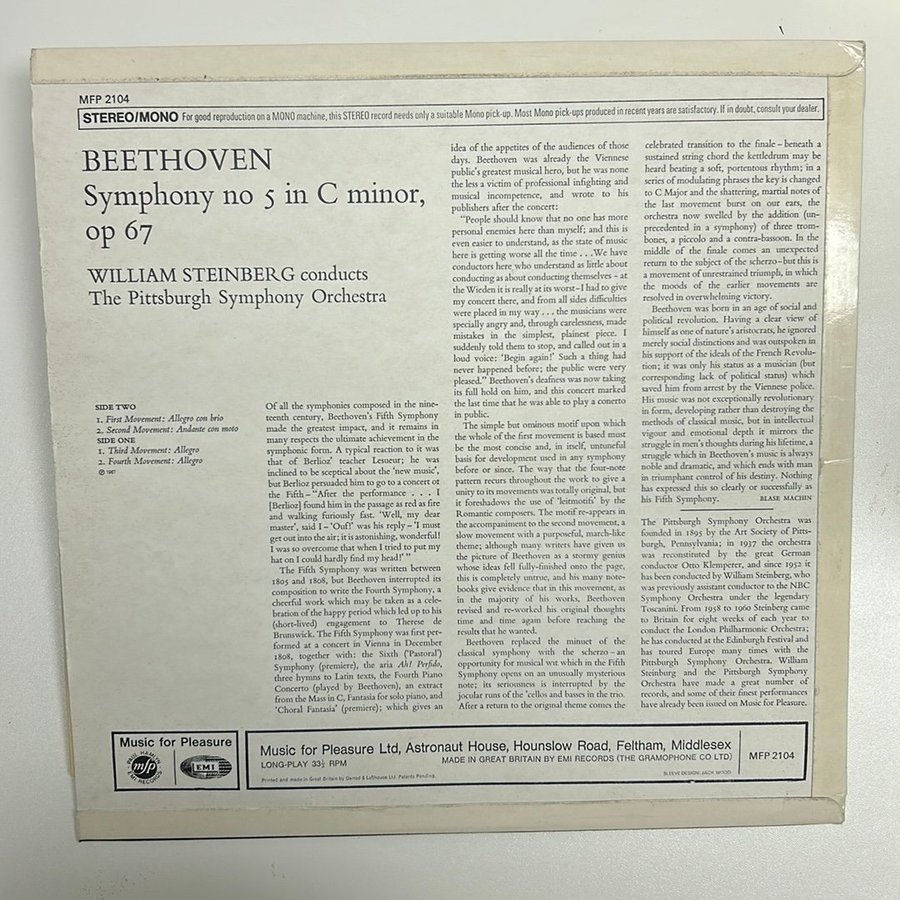 MFP 2104
STEREO/MONO For good reproduction on a MONO machine, this STEREO record needs only a suitable Mono pick-up. Most Mono pick-ups produced in recent years are satisfactory. If in doubt, consult your dealer.
BEETHOVEN
Symphony no 5 in C minor,
op 67
WILLIAM STEINBERG conducts
The Pittsburgh Symphony Orchestra
SIDE TWO
1. First Movement: Allegro con brio
2. Second Movement: Andante con moto
SIDE ONE
1. Third Movement: Allegro
2. Fourth Movement: Allegro
℗ 1967
Of all the symphonies composed in the nine-
teenth century, Beethoven's Fifth Symphony
made the greatest impact, and it remains in
many respects the ultimate achievement in the
symphonic form. A typical reaction to it was
that of Berlioz' teacher Lesueur; he was
inclined to be sceptical about the 'new music',
but Berlioz persuaded him to go to a concert of
the Fifth – "After the performance . . . I
[Berlioz] found him in the passage as red as fire
and walking furiously fast. 'Well, my dear
master', said I – 'Ouf!' was his reply – 'I must
get out into the air; it is astonishing, wonderful!
I was so overcome that when I tried to put my
hat on I could hardly find my head!' "
The Fifth Symphony was written between
1805 and 1808, but Beethoven interrupted its
composition to write the Fourth Symphony, a
cheerful work which may be taken as a cele-
bration of the happy period which led up to his
(short-lived) engagement to Therese de
Brunswick. The Fifth Symphony was first per-
formed at a concert in Vienna in December
1808, together with: the Sixth ('Pastoral')
Symphony (premiere), the aria Ah! Perfido,
three hymns to Latin texts, the Fourth Piano
Concerto (played by Beethoven), an extract
from the Mass in C, Fantasia for solo piano, and
'Choral Fantasia' (premiere); which gives an
idea of the appetites of the audiences of those
days. Beethoven was already the Viennese
public's greatest musical hero, but he was none
the less a victim of professional infighting and
musical incompetence, and wrote to his
publishers after the concert:
"People should know that no one has more
personal enemies here than myself; and this is
even easier to understand, as the state of music
here is getting worse all the time . . . We have
conductors here who understand as little about
conducting as about conducting themselves – at
the Wieden it is really at its worst – I had to give
my concert there, and from all sides difficulties
were placed in my way . . . the musicians were
specially angry and, through carelessness, made
mistakes in the simplest, plainest piece. I
suddenly told them to stop, and called out in a
loud voice: 'Begin again!' Such a thing had
never happened before; the public were very
pleased." Beethoven's deafness was now taking
its full hold on him, and this concert marked
the last time that he was able to play a conerto
in public.
The simple but ominous motif upon which
the whole of the first movement is based must
be the most concise and, in itself, untuneful
basis for development used in any symphony
before or since. The way that the four-note
pattern recurs throughout the work to give a
unity to its movements was totally original, but
it foreshadows the use of 'leitmotifs' by the
Romantic composers. The motif re-appears in
the accompaniment to the second movement, a
slow movement with a purposeful, march-like
theme; although many writers have given us
the picture of Beethoven as a stormy genius
whose ideas fell fully-finished onto the page,
this is completely untrue, and his many note-
books give evidence that in this movement, as
in the majority of his works, Beethoven
revised and re-worked his original thoughts
time and time again before reaching the
results that he wanted.
Beethoven replaced the minuet of the
classical symphony with the scherzo – an
opportunity for musical wit which in the Fifth
Symphony opens on an unusually mysterious
note; its seriousness is interrupted by the
jocular runs of the 'cellos and basses in the trio.
After a return to the original theme comes the
celebrated transition to the finale – beneath a
sustained string chord the kettledrum may be
heard beating a soft, portentous rhythm; in a
series of modulating phrases the key is changed
to C Major and the shattering, martial notes of
the last movement burst on our ears, the
orchestra now swelled by the addition (un-
precedented in a symphony) of three trom-
bones, a piccolo and a contra-bassoon. In the
middle of the finale comes an unexpected
return to the subject of the scherzo – but this is
a movement of unrestrained triumph, in which
the moods of the earlier movements are
resolved in overwhelming victory.
Beethoven was born in an age of social and
political revolution. Having a clear view of
himself as one of nature's aristocrats, he ignored
merely social distinctions and was outspoken in
his support of the ideals of the French Revolu-
tion; it was only his status as a musician (but
corresponding lack of political status) which
saved him from arrest by the Viennese police.
His music was not exceptionally revolutionary
in form, developing rather than destroying the
methods of classical music, but in intellectual
vigour and emotional depth it mirrors the
struggle in men's thoughts during his lifetime, a
struggle which in Beethoven's music is always
noble and dramatic, and which ends with man
in triumphant control of his destiny. Nothing
has expressed this so clearly or successfully as
his Fifth Symphony. BLASE MACHIN
The Pittsburgh Symphony Orchestra was
founded in 1895 by the Art Society of Pitts-
burgh, Pennsylvania; in 1937 the orchestra
was reconstituted by the great German
conductor Otto Klemperer, and since 1952 it
has been conducted by William Steinberg, who
was previously assistant conductor to the NBC
Symphony Orchestra under the legendary
Toscanini. From 1958 to 1960 Steinberg came
to Britain for eight weeks of each year to
conduct the London Philharmonic Orchestra;
he has conducted at the Edinburgh Festival and
has toured Europe many times with the
Pittsburgh Symphony Orchestra. William
Steinberg and the Pittsburgh Symphony
Orchestra have made a great number of
records, and some of their finest performances
have already been issued on Music for Pleasure.
Music for Pleasure
PAUL HAMLYN
mfp
EMI RECORDS
EMI
Music for Pleasure Ltd, Astronaut House, Hounslow Road, Feltham, Middlesex
LONG-PLAY 33⅓ RPM
MADE IN GREAT BRITAIN BY EMI RECORDS (THE GRAMOPHONE CO LTD)
MFP 2104
Printed and made in Great Britain by Garrod & Lofthouse Ltd. Patents Pending.
SLEEVE DESIGN: JACK WOOD